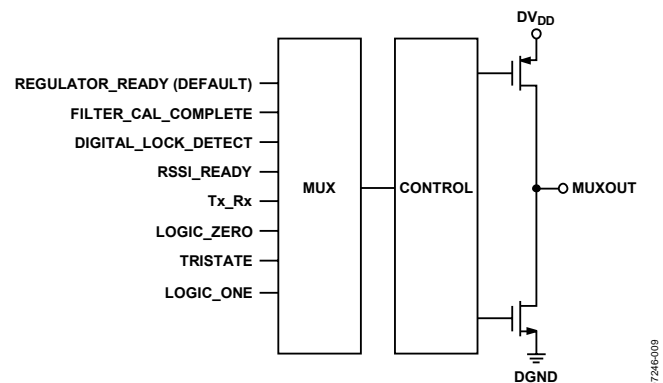 DVDD
REGULATOR_READY (DEFAULT)
FILTER_CAL_COMPLETE
DIGITAL_LOCK_DETECT
RSSI_READY
Tx_Rx
LOGIC_ZERO
TRISTATE
LOGIC_ONE
MUX
CONTROL
MUXOUT
DGND
7246-009